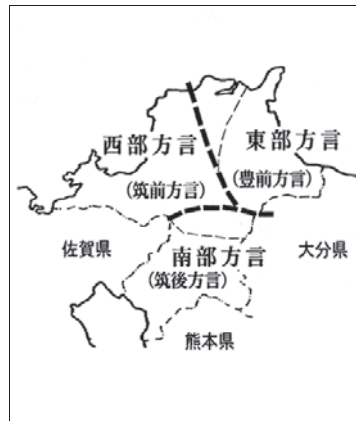 西部方言
(筑前方言)
東部方言
(豊前方言)
佐賀県
南部方言
(筑後方言)
大分県
熊本県